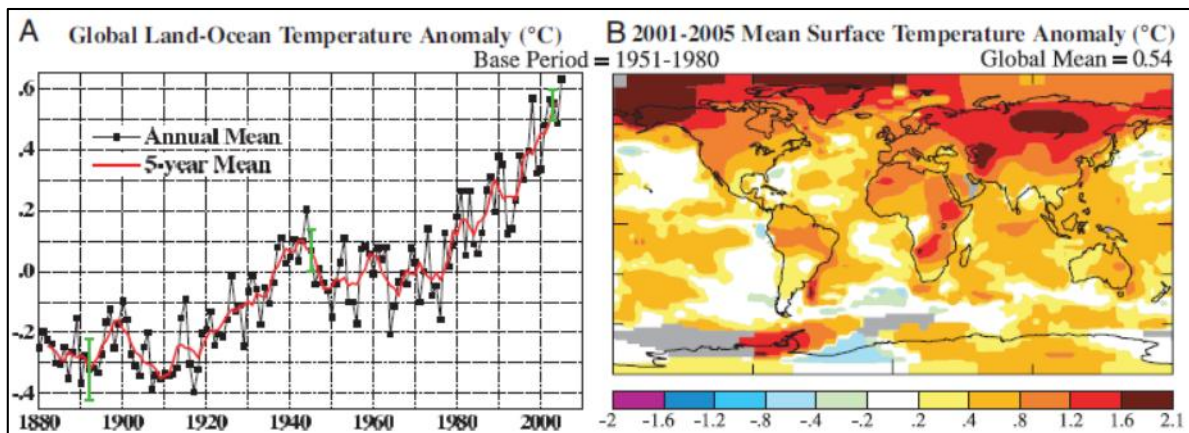 A Global Land-Ocean Temperature Anomaly (°C)
B 2001-2005 Mean Surface Temperature Anomaly (°C)
Base Period = 1951-1980
Global Mean = 0.54
.6
.4
.2
.0
-.2
-.4
Annual Mean
5-year Mean
1880 1900 1920 1940 1960 1980 2000
-2 -1.6 -1.2 -.8 -.4 -.2 .2 .4 .8 1.2 1.6 2.1